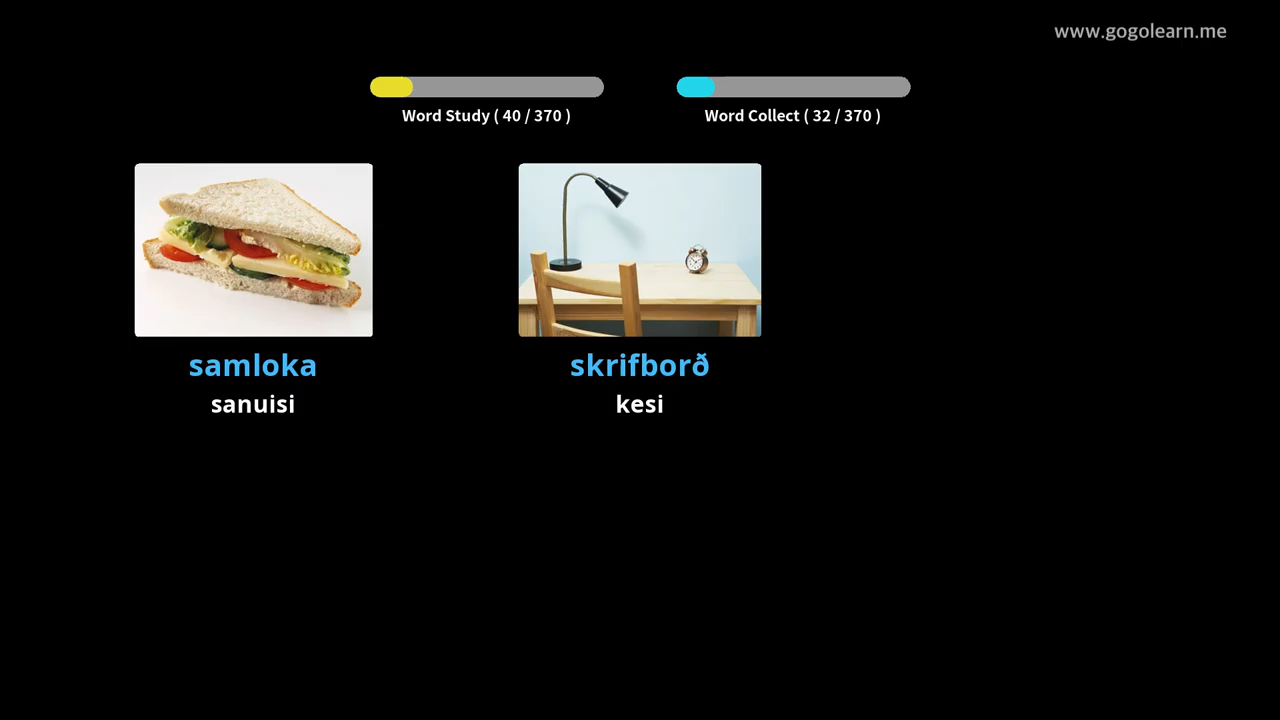 www.gogolearn.me
Word Study ( 40 / 370 )
Word Collect ( 32 / 370 )
samloka
sanuisi
skrifborð
kesi